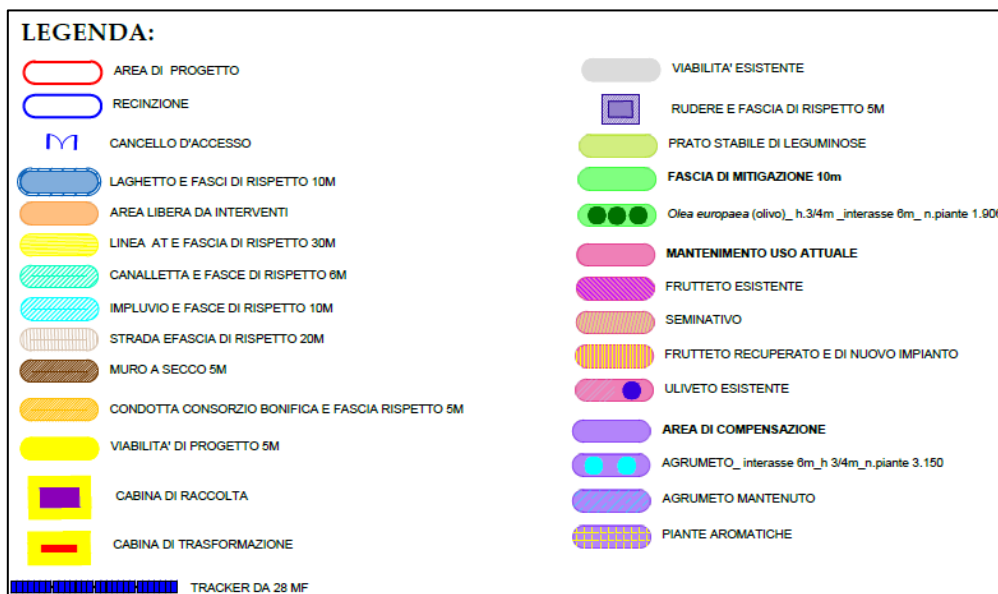 LEGENDA:
AREA DI PROGETTO
RECINZIONE
CANCELLO D'ACCESSO
LAGHETTO E FASCI DI RISPETTO 10M
AREA LIBERA DA INTERVENTI
LINEA AT E FASCIA DI RISPETTO 30M
CANALLETTA E FASCE DI RISPETTO 6M
IMPLUVIO E FASCE DI RISPETTO 10M
STRADA EFASCIA DI RISPETTO 20M
MURO A SECCO 5M
CONDOTTA CONSORZIO BONIFICA E FASCIA RISPETTO 5M
VIABILITA' DI PROGETTO 5M
CABINA DI RACCOLTA
CABINA DI TRASFORMAZIONE
TRACKER DA 28 MF
VIABILITA' ESISTENTE
RUDERE E FASCIA DI RISPETTO 5M
PRATO STABILE DI LEGUMINOSE
FASCIA DI MITIGAZIONE 10m
Olea europaea (olivo)_ h.3/4m _interasse 6m_ n.piante 1.906
MANTENIMENTO USO ATTUALE
FRUTTETO ESISTENTE
SEMINATIVO
FRUTTETO RECUPERATO E DI NUOVO IMPIANTO
ULIVETO ESISTENTE
AREA DI COMPENSAZIONE
AGRUMETO_ interasse 6m_h 3/4m_n.piante 3.150
AGRUMETO MANTENUTO
PIANTE AROMATICHE